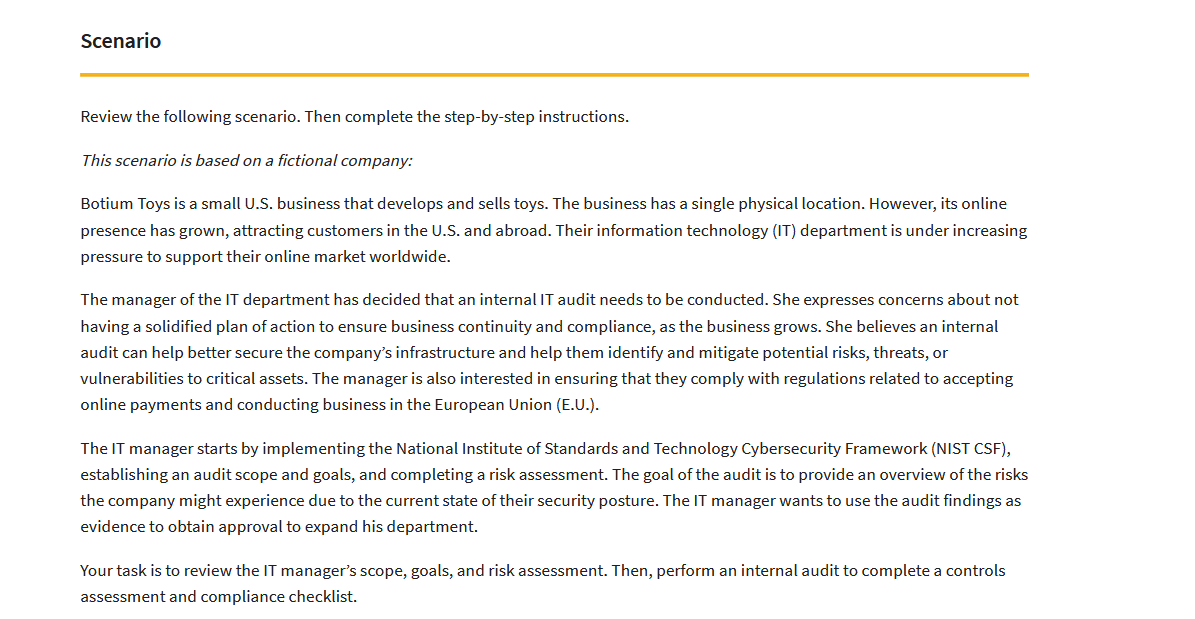 Scenario
Review the following scenario. Then complete the step-by-step instructions.
This scenario is based on a fictional company:
Botium Toys is a small U.S. business that develops and sells toys. The business has a single physical location. However, its online
presence has grown, attracting customers in the U.S. and abroad. Their information technology (IT) department is under increasing
pressure to support their online market worldwide.
The manager of the IT department has decided that an internal IT audit needs to be conducted. She expresses concerns about not
having a solidified plan of action to ensure business continuity and compliance, as the business grows. She believes an internal
audit can help better secure the company’s infrastructure and help them identify and mitigate potential risks, threats, or
vulnerabilities to critical assets. The manager is also interested in ensuring that they comply with regulations related to accepting
online payments and conducting business in the European Union (E.U.).
The IT manager starts by implementing the National Institute of Standards and Technology Cybersecurity Framework (NIST CSF),
establishing an audit scope and goals, and completing a risk assessment. The goal of the audit is to provide an overview of the risks
the company might experience due to the current state of their security posture. The IT manager wants to use the audit findings as
evidence to obtain approval to expand his department.
Your task is to review the IT manager’s scope, goals, and risk assessment. Then, perform an internal audit to complete a controls
assessment and compliance checklist.